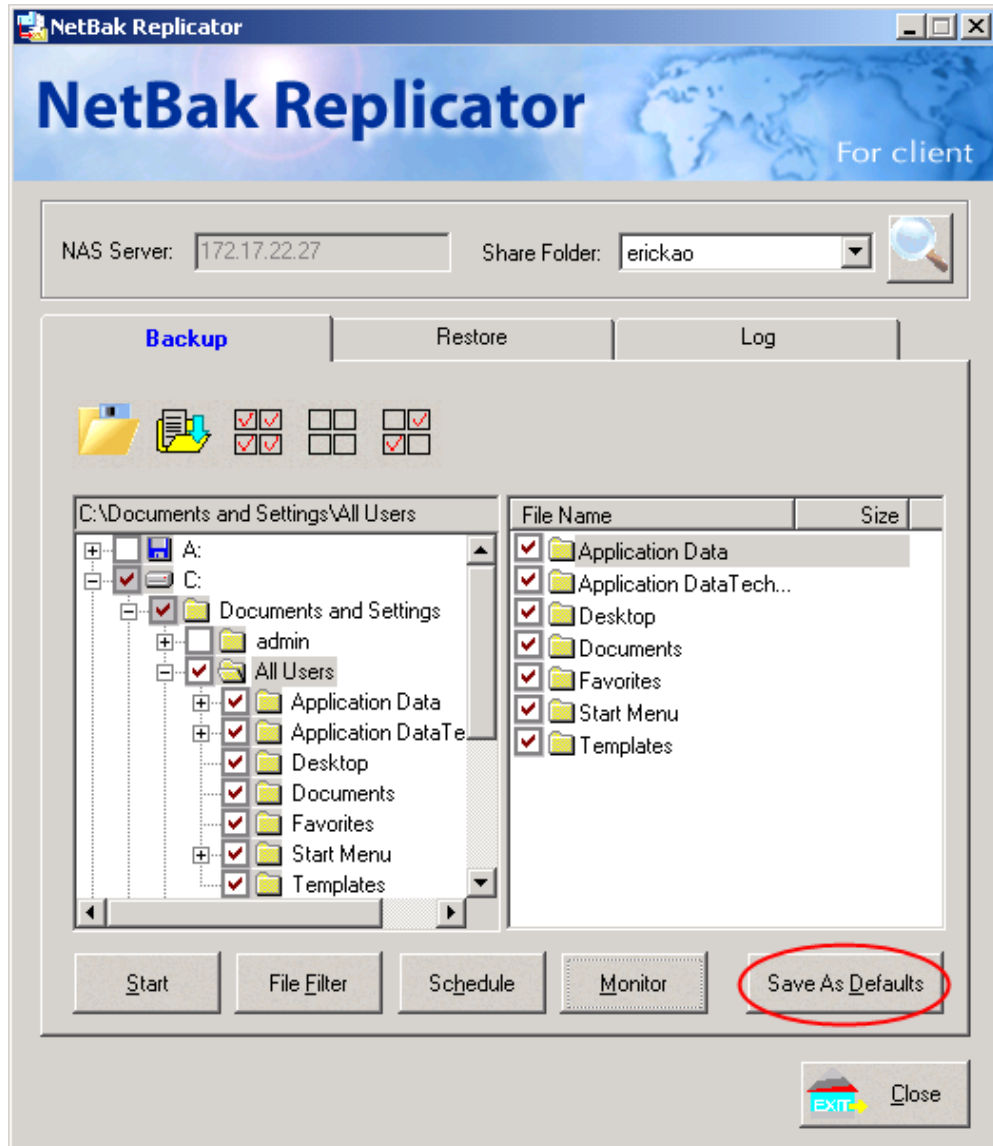 NetBak Replicator
NetBak Replicator
For client
NAS Server: 172.17.22.27 Share Folder: erickao
Backup Restore Log
C:\Documents and Settings\All Users
A:
C:
Documents and Settings
admin
All Users
Application Data
Application DataTe
Desktop
Documents
Favorites
Start Menu
Templates
File Name Size
Application Data
Application DataTech...
Desktop
Documents
Favorites
Start Menu
Templates
Start File Filter Schedule Monitor Save As Defaults
EXIT Close